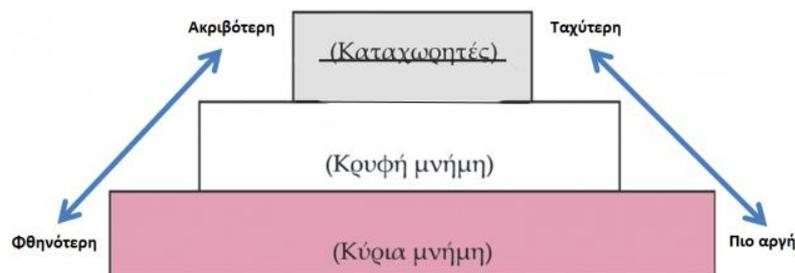 Ακριβότερη
Ταχύτερη
(Καταχωρητές)
(Κρυφή μνήμη)
Φθηνότερη
Πιο αργή
(Κύρια μνήμη)